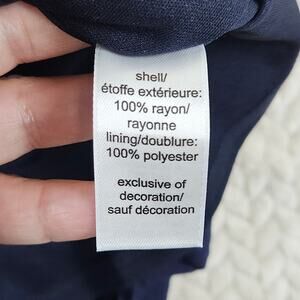 shell/
étoffe extérieure:
100% rayon/
rayonne
lining/doublure:
100% polyester
exclusive of
decoration/
sauf décoration